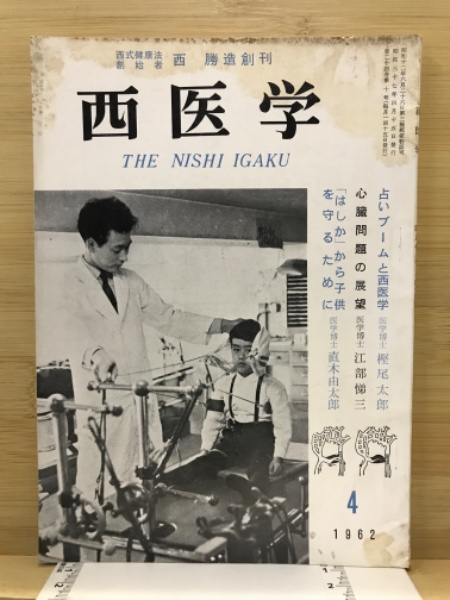 西式健康法
創始者
西 勝造創刊
西医学
THE NISHI IGAKU
占いブームと西医学 医学博士 樫尾太郎
心臓問題の展望 医学博士 江部悌三
「はしか」から子供
を守るために 医学博士 直木由太郎
4
1962